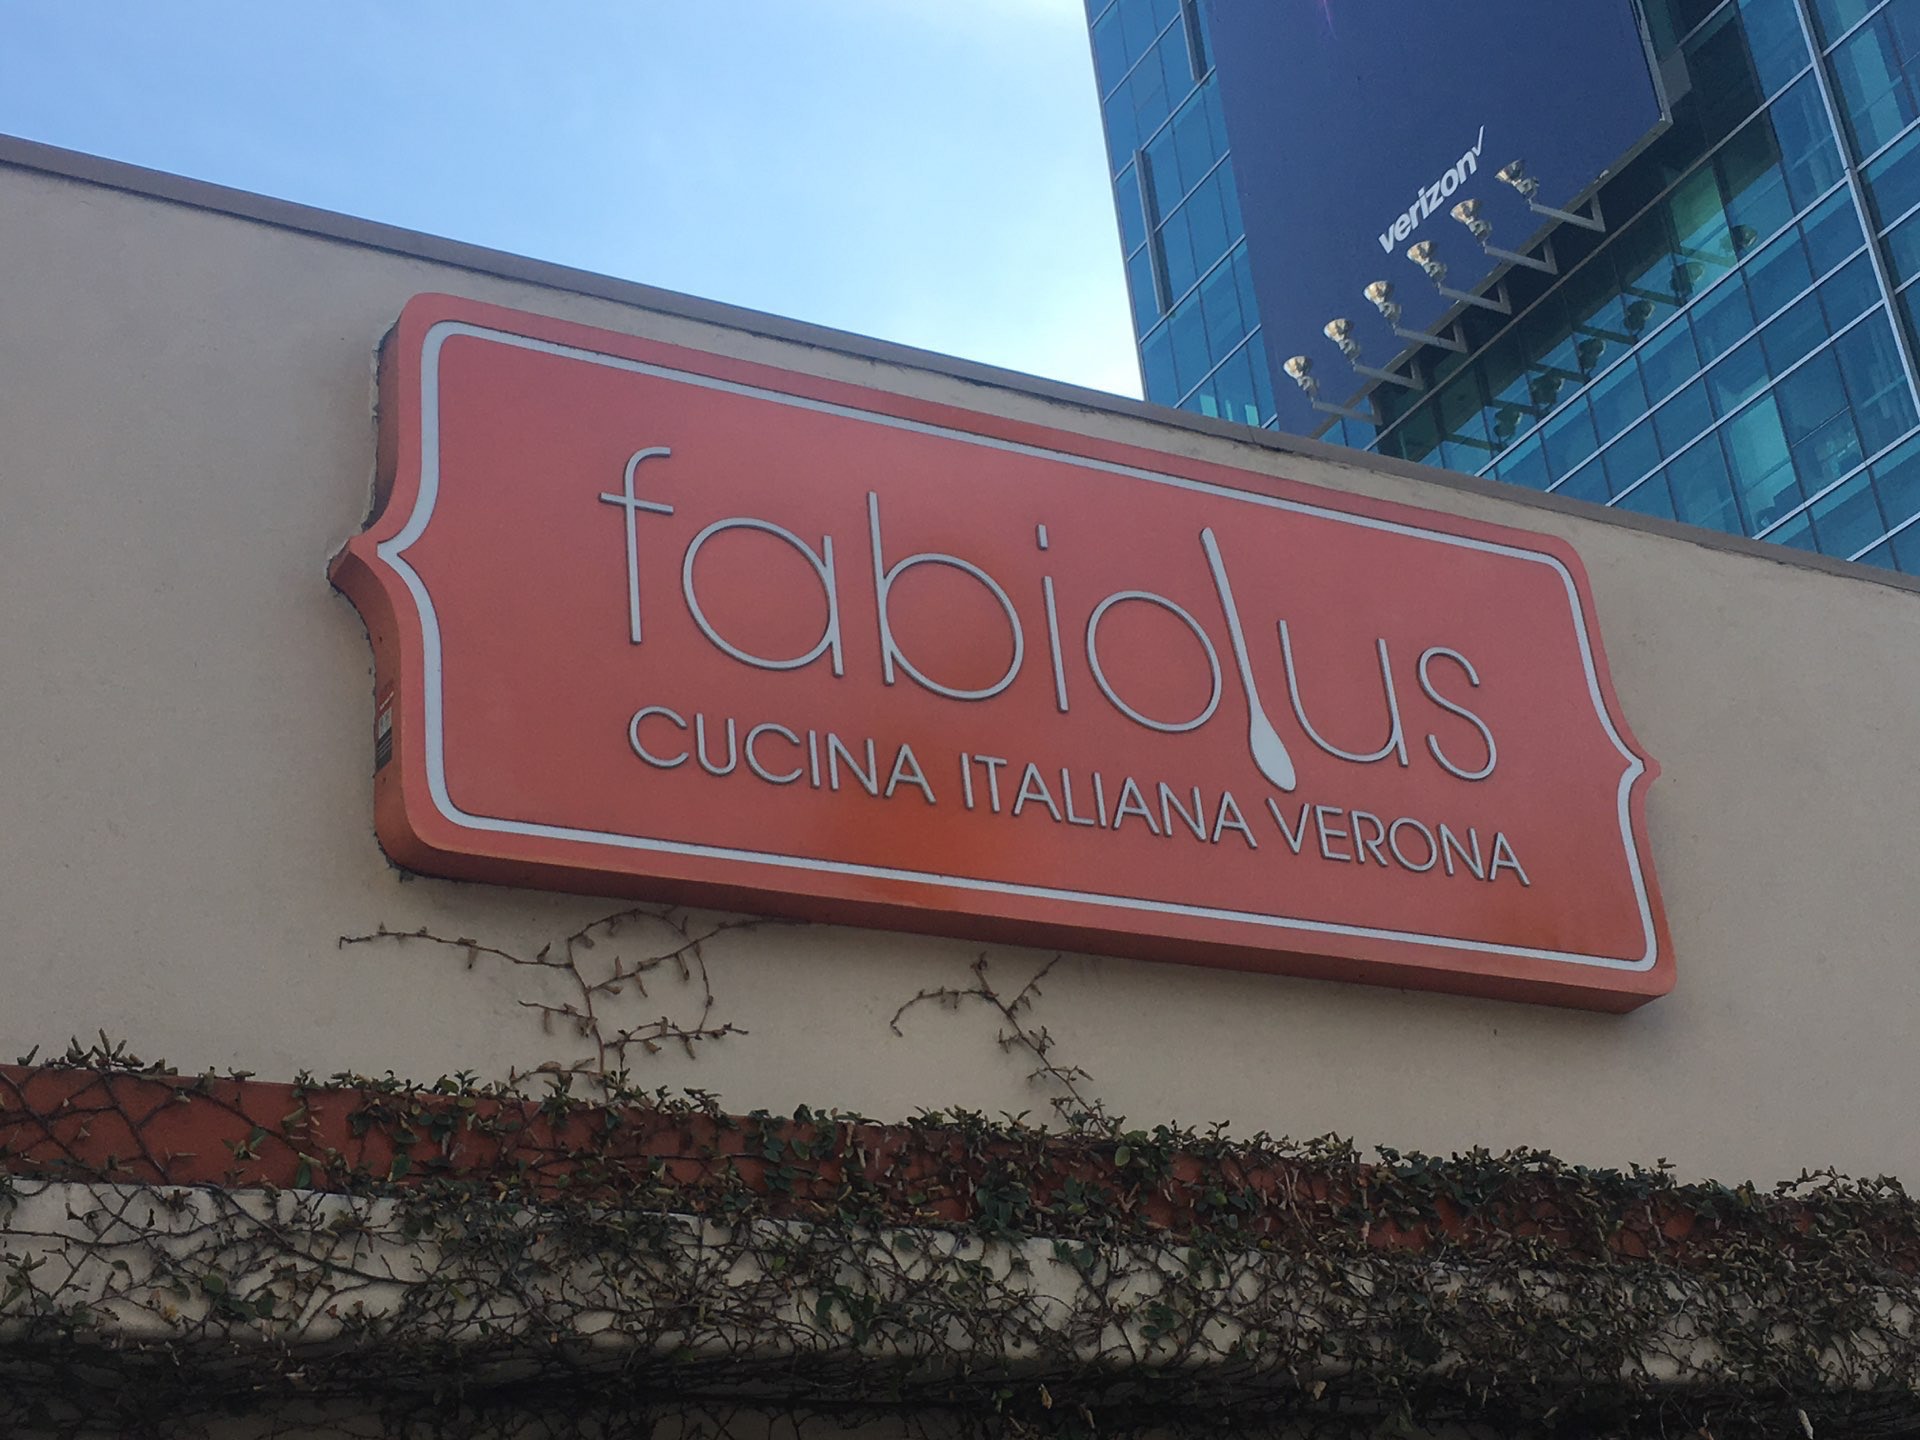 verizon
fabiolus
CUCINA ITALIANA VERONA